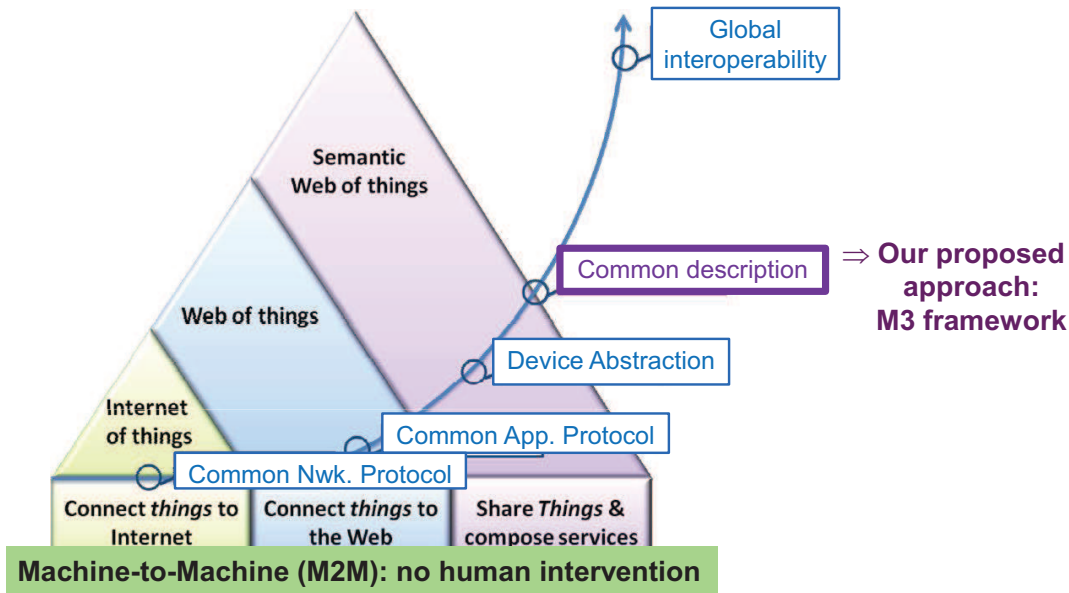 Global
interoperability
Semantic
Web of things
Common description
⇒ Our proposed
approach:
M3 framework
Web of things
Device Abstraction
Internet
of things
Common App. Protocol
Common Nwk. Protocol
Connect things to
Internet
Connect things to
the Web
Share Things &
compose services
Machine-to-Machine (M2M): no human intervention